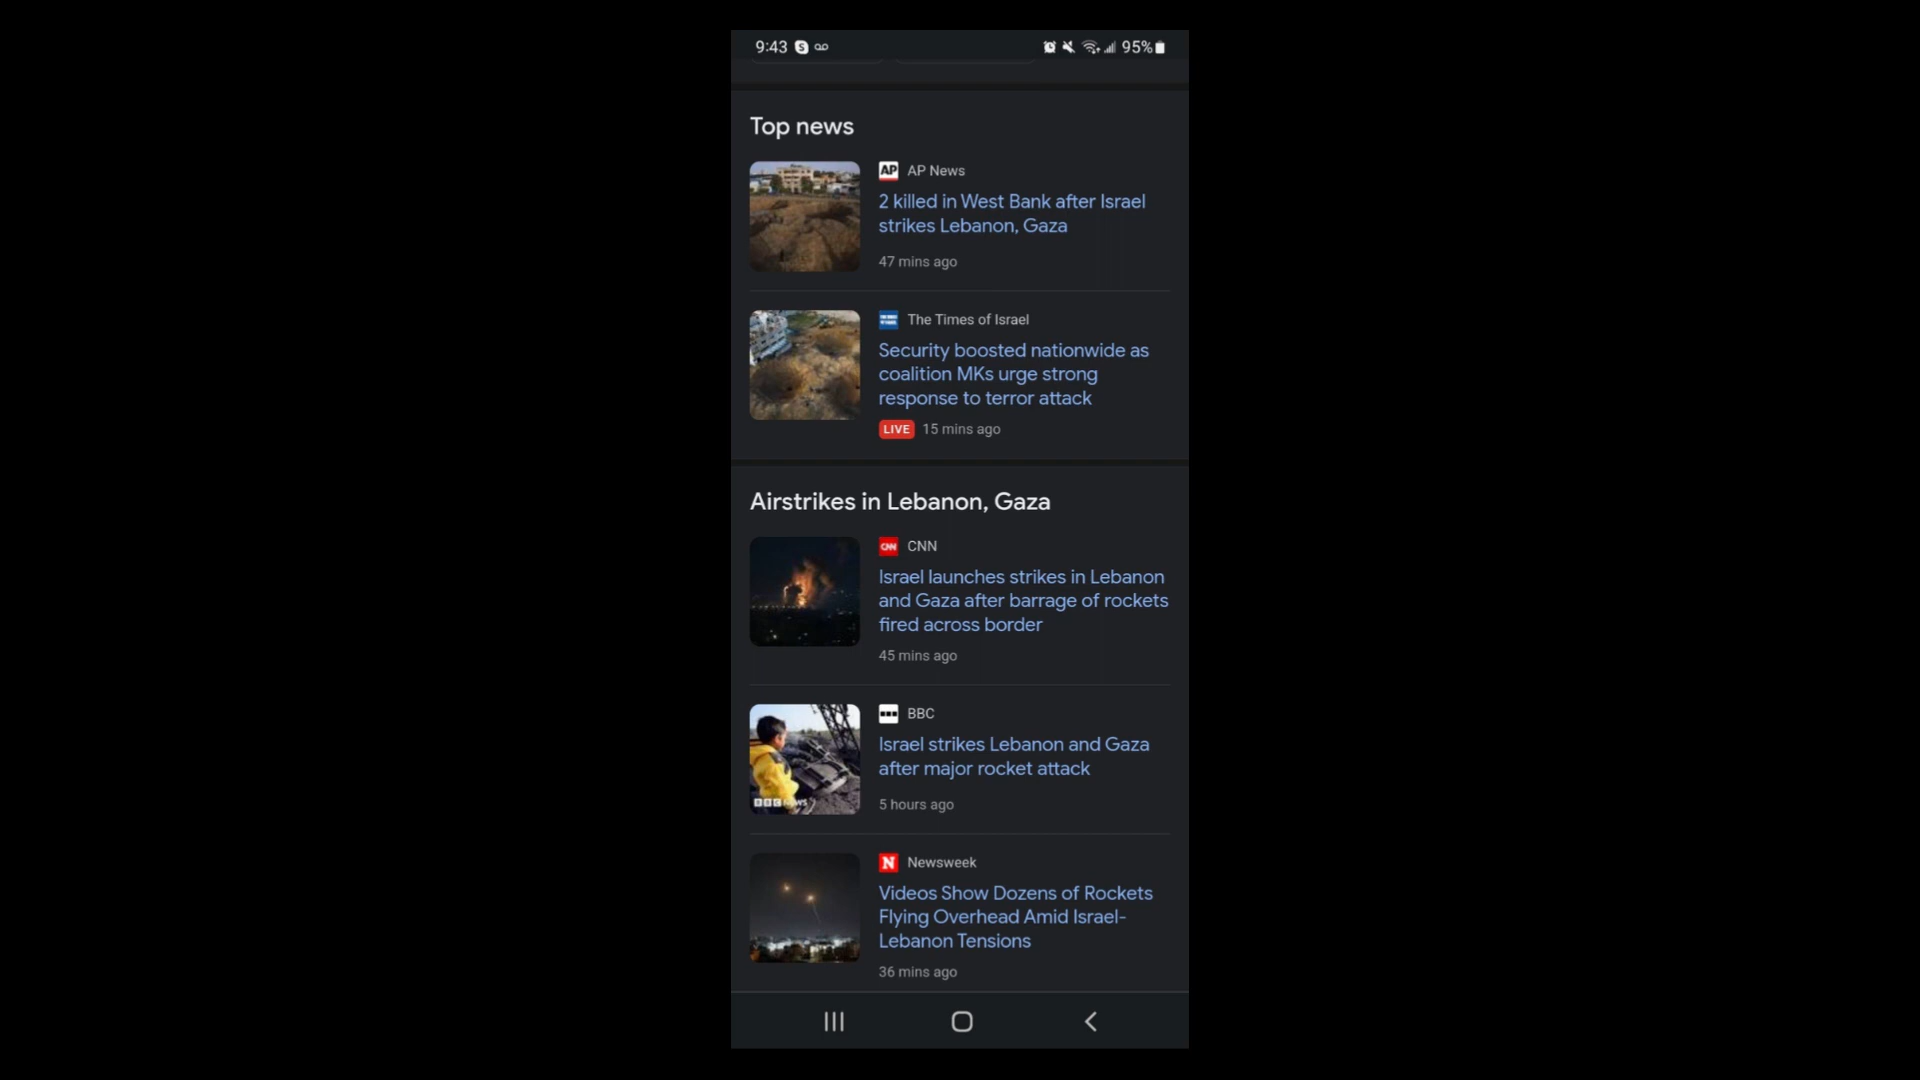 9:43 95%
Top news
AP AP News
2 killed in West Bank after Israel
strikes Lebanon, Gaza
47 mins ago
The Times of Israel
Security boosted nationwide as
coalition MKs urge strong
response to terror attack
LIVE 15 mins ago
Airstrikes in Lebanon, Gaza
CNN CNN
Israel launches strikes in Lebanon
and Gaza after barrage of rockets
fired across border
45 mins ago
BBC
Israel strikes Lebanon and Gaza
after major rocket attack
5 hours ago
BBC NEWS
N Newsweek
Videos Show Dozens of Rockets
Flying Overhead Amid Israel-
Lebanon Tensions
36 mins ago